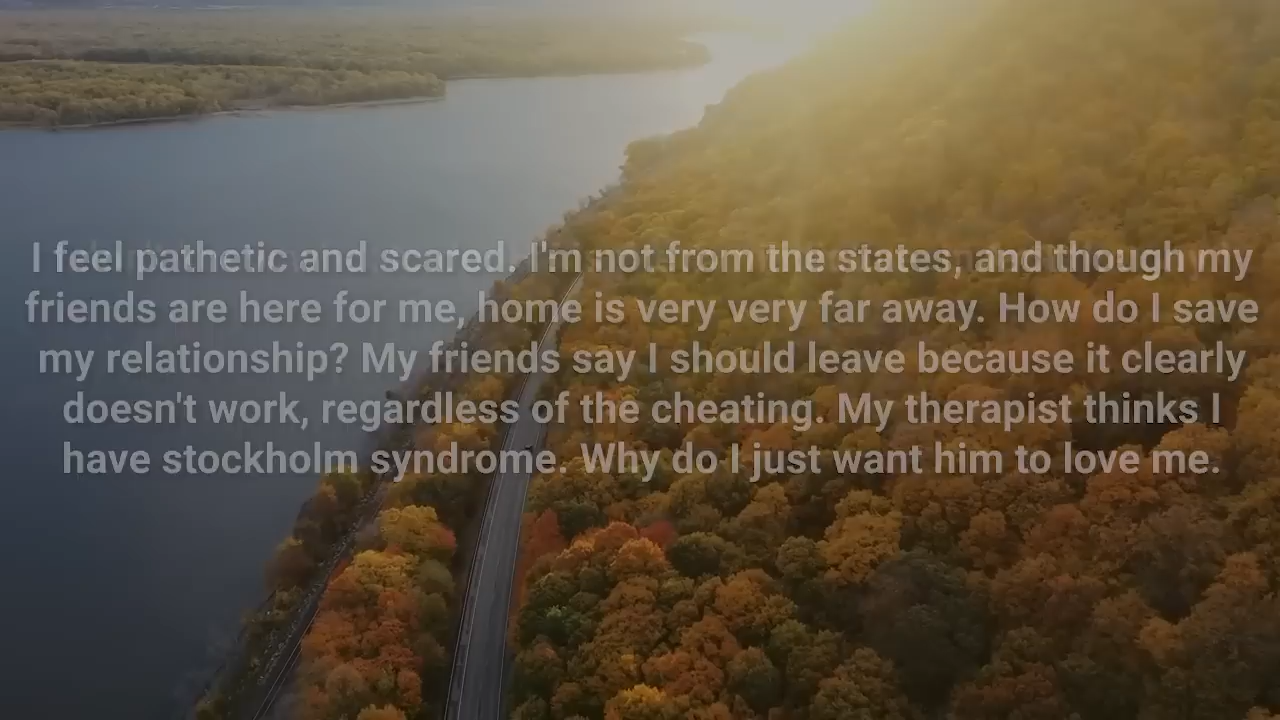 I feel pathetic and scared. I'm not from the states, and though my
friends are here for me, home is very very far away. How do I save
my relationship? My friends say I should leave because it clearly
doesn't work, regardless of the cheating. My therapist thinks I
have stockholm syndrome. Why do I just want him to love me.